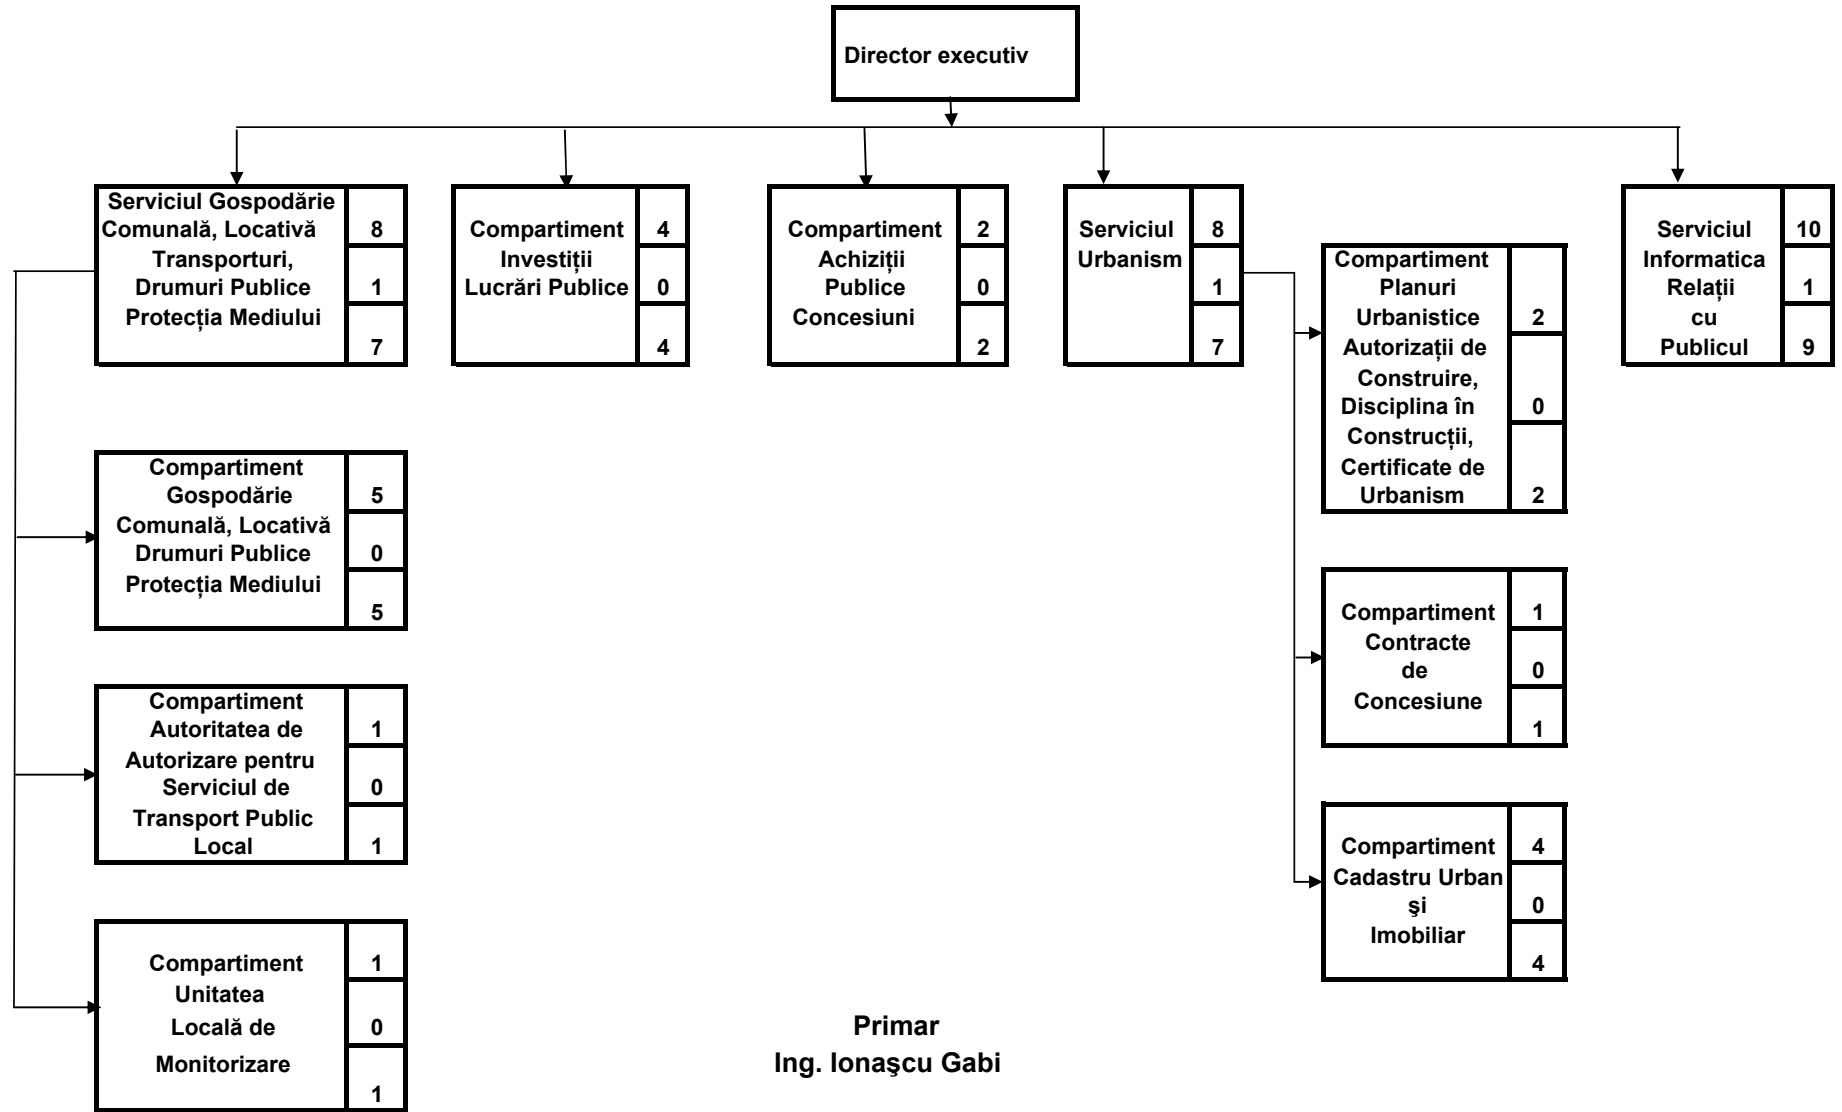 Director executiv
Serviciul Gospodărie
Comunală, Locativă
Transporturi,
Drumuri Publice
Protecția Mediului
8
1
7
Compartiment
Investiții
Lucrări Publice
4
0
4
Compartiment
Achiziții
Publice
Concesiuni
2
0
2
Serviciul
Urbanism
8
1
7
Serviciul
Informatica
Relații
cu
Publicul
10
1
9
Compartiment
Planuri
Urbanistice
Autorizații de
Construire,
Disciplina în
Construcții,
Certificate de
Urbanism
2
0
2
Compartiment
Gospodărie
Comunală, Locativă
Drumuri Publice
Protecția Mediului
5
0
5
Compartiment
Contracte
de
Concesiune
1
0
1
Compartiment
Autoritatea de
Autorizare pentru
Serviciul de
Transport Public
Local
1
0
1
Compartiment
Cadastru Urban
şi
Imobiliar
4
0
4
Compartiment
Unitatea
Locală de
Monitorizare
1
0
1
Primar
Ing. Ionaşcu Gabi